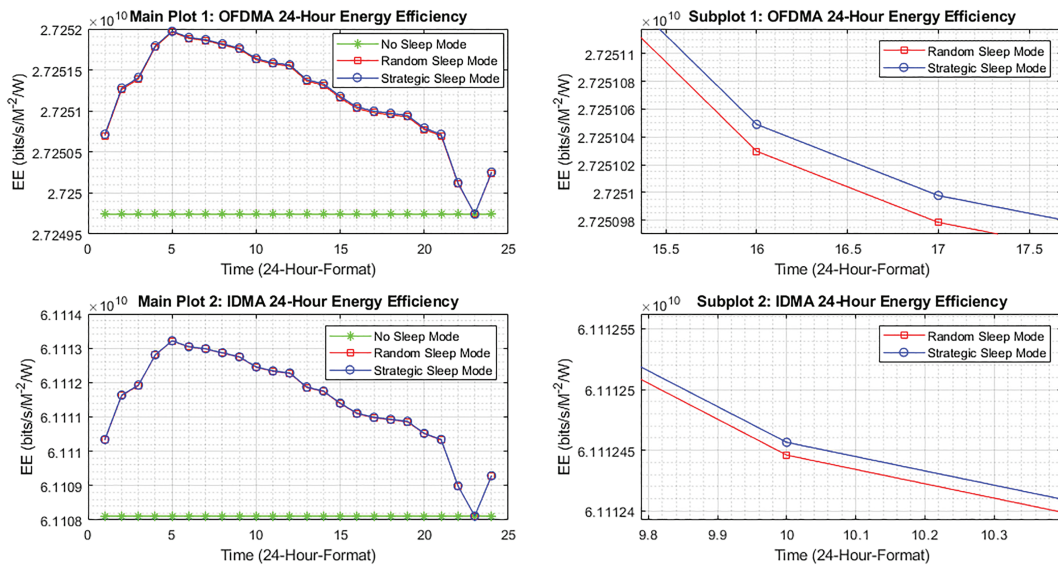 Main Plot 1: OFDMA 24-Hour Energy Efficiency
×10^10
2.7252
2.72515
2.7251
2.72505
2.725
2.72495
EE (bits/s/M^-2/W)
No Sleep Mode
Random Sleep Mode
Strategic Sleep Mode
0 5 10 15 20 25
Time (24-Hour-Format)
Subplot 1: OFDMA 24-Hour Energy Efficiency
×10^10
2.72511
2.725108
2.725106
2.725104
2.725102
2.7251
2.725098
EE (bits/s/M^-2/W)
Random Sleep Mode
Strategic Sleep Mode
15.5 16 16.5 17 17.5
Time (24-Hour-Format)
Main Plot 2: IDMA 24-Hour Energy Efficiency
×10^10
6.1114
6.1113
6.1112
6.1111
6.111
6.1109
6.1108
EE (bits/s/M^-2/W)
No Sleep Mode
Random Sleep Mode
Strategic Sleep Mode
0 5 10 15 20 25
Time (24-Hour-Format)
Subplot 2: IDMA 24-Hour Energy Efficiency
×10^10
6.111255
6.11125
6.111245
6.11124
EE (bits/s/M^-2/W)
Random Sleep Mode
Strategic Sleep Mode
9.8 9.9 10 10.1 10.2 10.3
Time (24-Hour-Format)